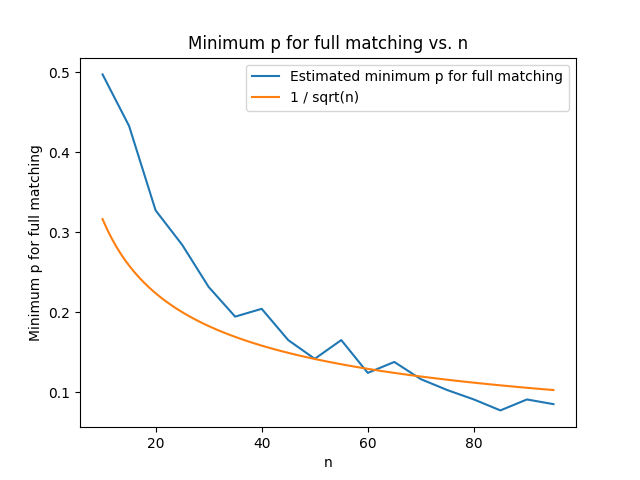 Minimum p for full matching vs. n
Estimated minimum p for full matching
1 / sqrt(n)
Minimum p for full matching
0.5
0.4
0.3
0.2
0.1
20
40
60
80
n